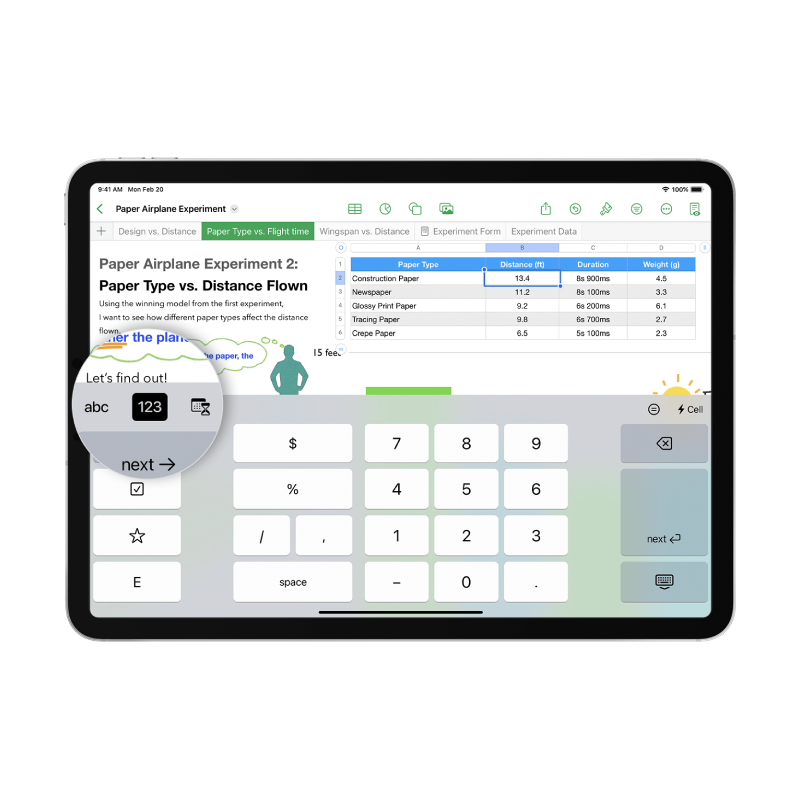 9:41 AM Mon Feb 20
100%
Paper Airplane Experiment
Design vs. Distance
Paper Type vs. Flight time
Wingspan vs. Distance
Experiment Form
Experiment Data
Paper Airplane Experiment 2:
Paper Type vs. Distance Flown
Using the winning model from the first experiment,
I want to see how different paper types affect the distance
flown.
the paper, the
15 feet
A B C D
1 Paper Type Distance (ft) Duration Weight (g)
2 Construction Paper 13.4 8s 900ms 4.5
3 Newspaper 11.2 8s 100ms 3.3
4 Glossy Print Paper 9.2 6s 200ms 6.1
5 Tracing Paper 9.8 6s 700ms 2.7
6 Crepe Paper 6.5 5s 100ms 2.3
her the plan
Let's find out!
abc 123
next →
Cell
$ 7 8 9
% 4 5 6
/ , 1 2 3
next
E space – 0 .